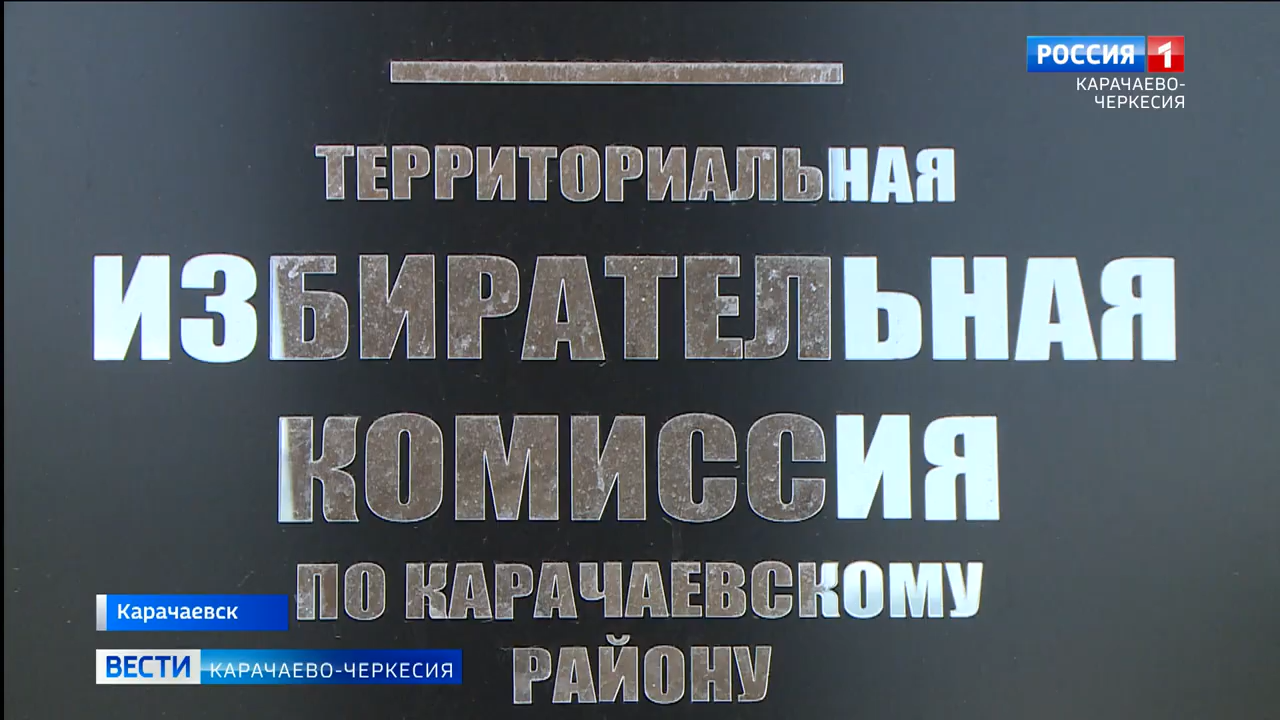 РОССИЯ 1
КАРАЧАЕВО-
ЧЕРКЕСИЯ
ТЕРРИТОРИАЛЬНАЯ
ИЗБИРАТЕЛЬНАЯ
КОМИССИЯ
ПО КАРАЧАЕВСКОМУ
РАЙОНУ
Карачаевск
ВЕСТИ КАРАЧАЕВО-ЧЕРКЕСИЯ